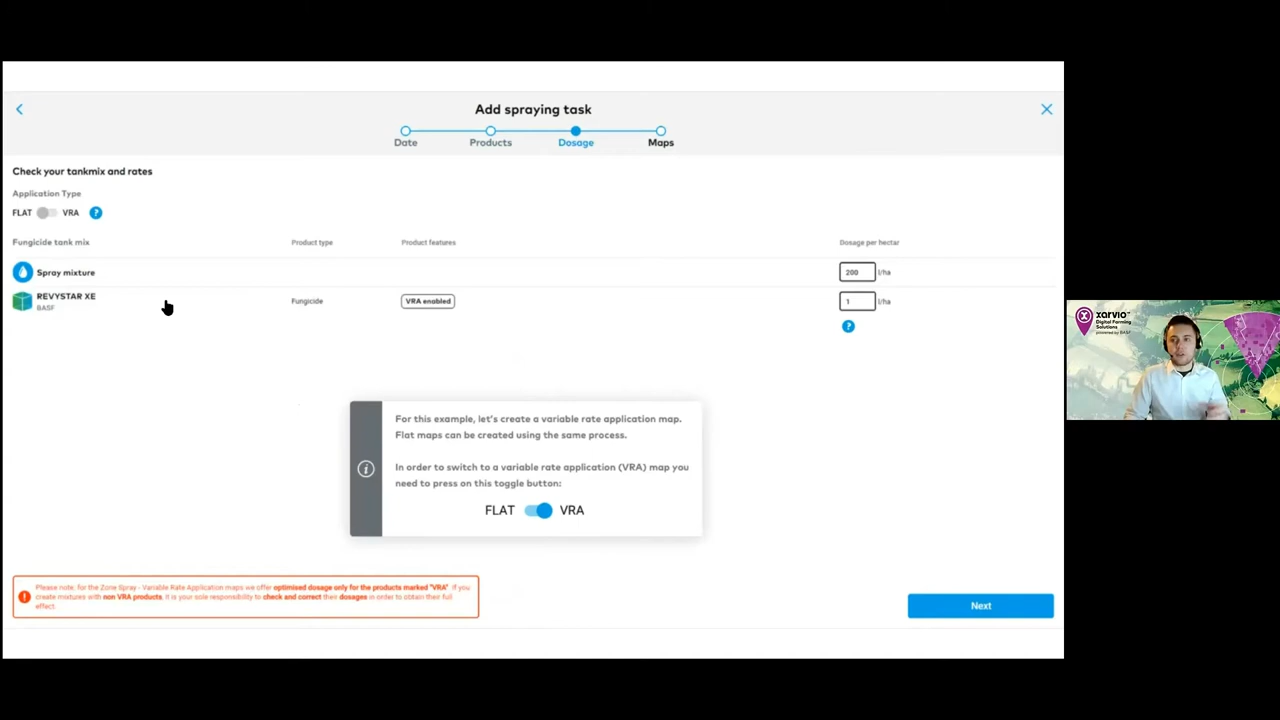 Add spraying task
Date Products Dosage Maps
Check your tankmix and rates
Application Type
FLAT VRA ?
Fungicide tank mix Product type Product features Dosage per hectar
Spray mixture 200 l/ha
REVYSTAR XE Fungicide VRA enabled 1 l/ha
BASF
?
For this example, let's create a variable rate application map.
Flat maps can be created using the same process.
In order to switch to a variable rate application (VRA) map you
need to press on this toggle button:
FLAT VRA
Please note: for the Zone Spray - Variable Rate Application maps we offer optimised dosage only for the products marked "VRA". If you
create mixtures with non VRA products, it is your sole responsibility to check and correct their dosages in order to obtain their full
effect.
Next
xarvio™
Digital Farming
Solutions
powered by BASF